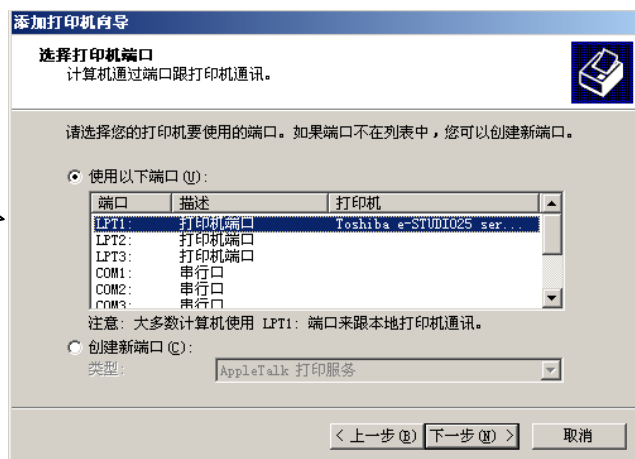 添加打印机向导
选择打印机端口
计算机通过端口跟打印机通讯。
请选择您的打印机要使用的端口。如果端口不在列表中，您可以创建新端口。
使用以下端口(U):
端口 描述 打印机
LPT1: 打印机端口 Toshiba e-STUDIO25 ser...
LPT2: 打印机端口
LPT3: 打印机端口
COM1: 串行口
COM2: 串行口
COM3: 串行口
注意: 大多数计算机使用 LPT1: 端口来跟本地打印机通讯。
创建新端口(C):
类型: AppleTalk 打印服务
< 上一步(B) 下一步(N) > 取消